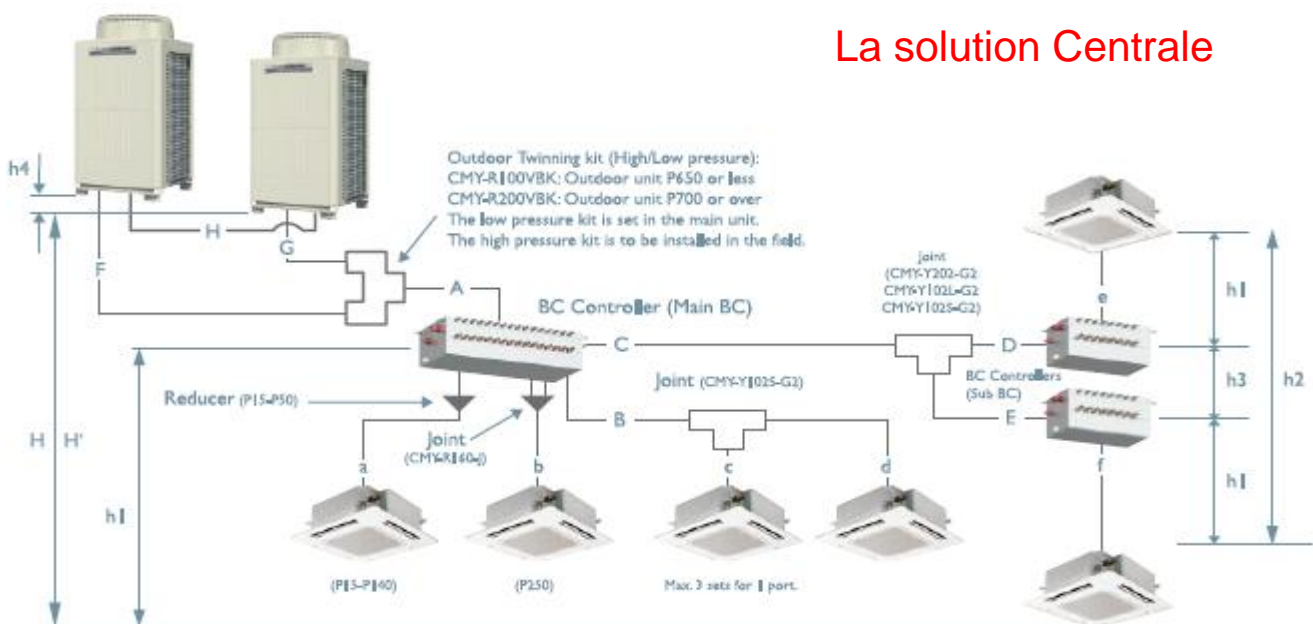 La solution Centrale
h4
Outdoor Twinning kit (High/Low pressure):
CMY-R100VBK: Outdoor unit P650 or less
CMY-R200VBK: Outdoor unit P700 or over
The low pressure kit is set in the main unit.
The high pressure kit is to be installed in the field.
H
G
F
A
BC Controller (Main BC)
Joint
(CMY-Y202-G2
CMY-Y102L-G2
CMY-Y102S-G2)
e
h1
C
D
Joint (CMY-Y102S-G2)
BC Controllers
(Sub BC)
h3
h2
Reducer (P15-P50)
B
E
H
H'
Joint
(CMY-R160-J)
a
b
c
d
f
h1
h1
(P15-P140)
(P250)
Max. 3 sets for 1 port.